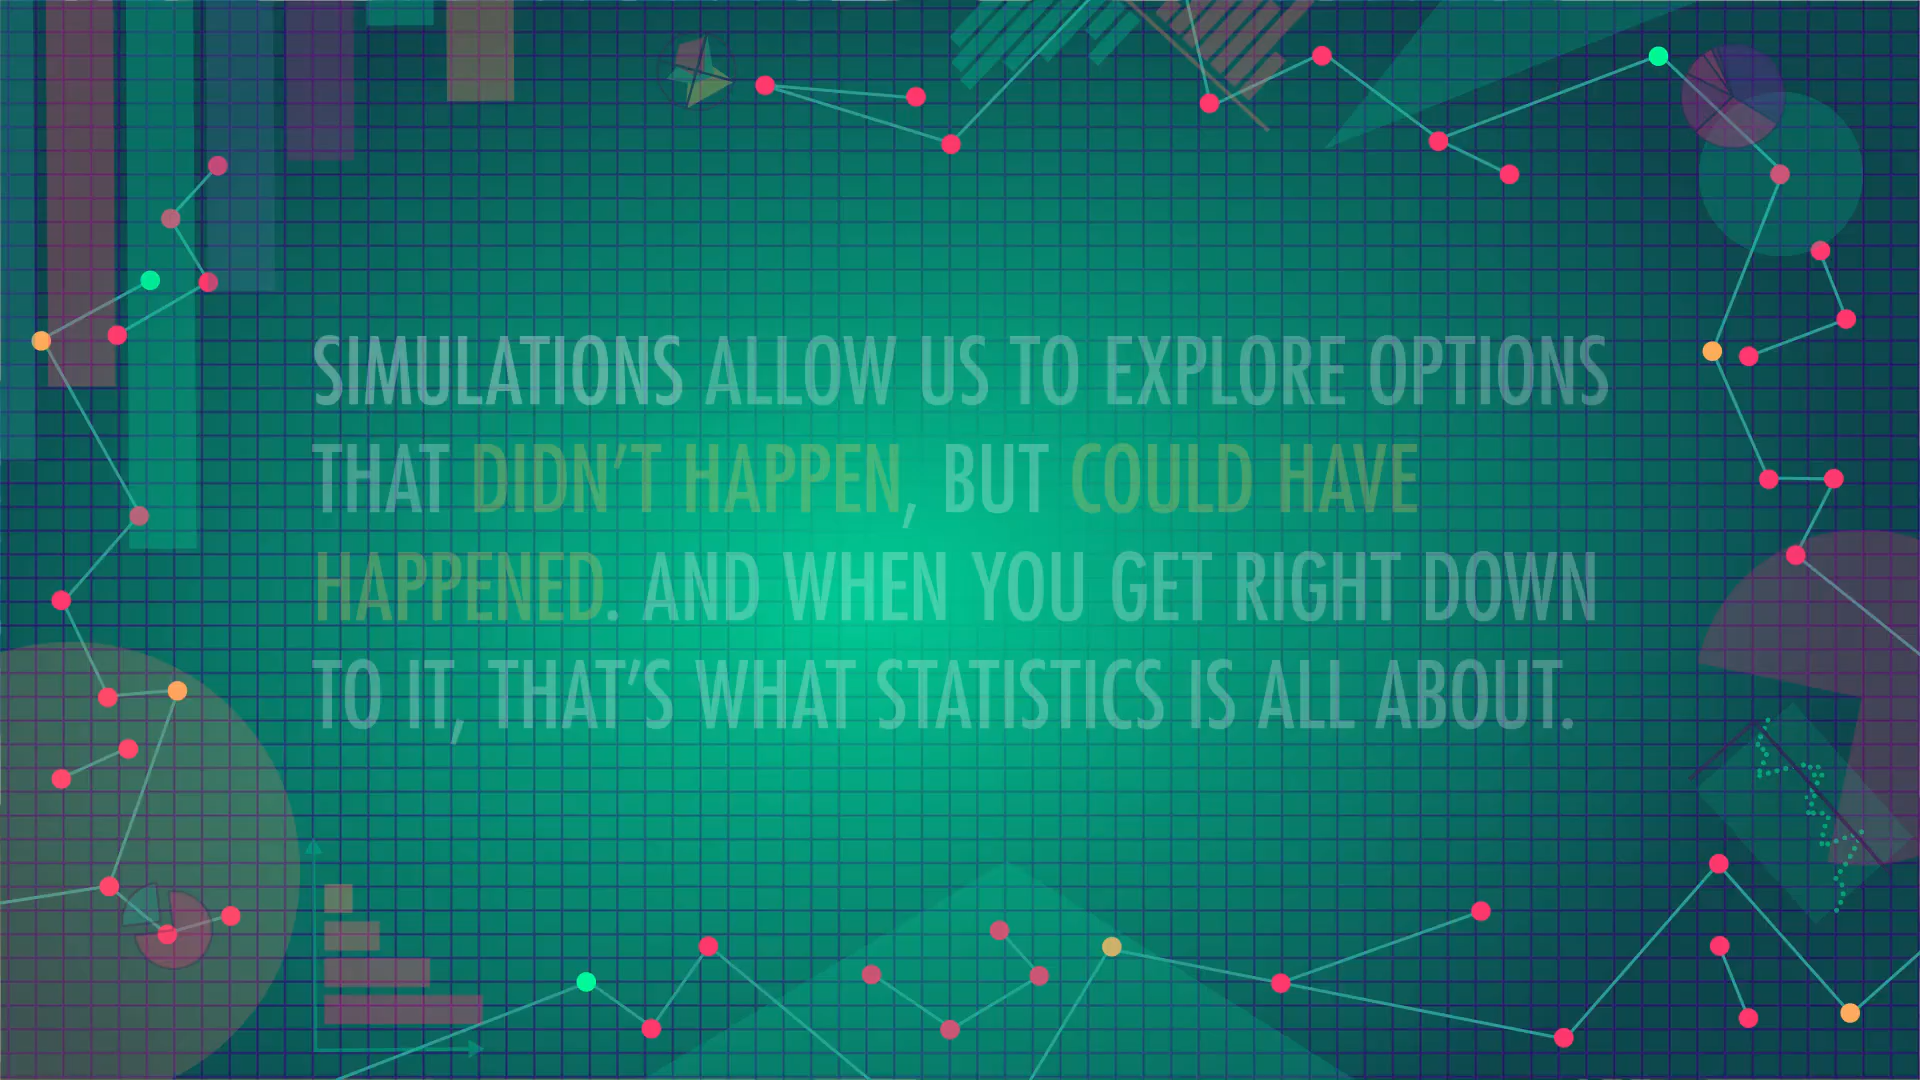 SIMULATIONS ALLOW US TO EXPLORE OPTIONS
THAT DIDN'T HAPPEN, BUT COULD HAVE
HAPPENED. AND WHEN YOU GET RIGHT DOWN
TO IT, THAT'S WHAT STATISTICS IS ALL ABOUT.